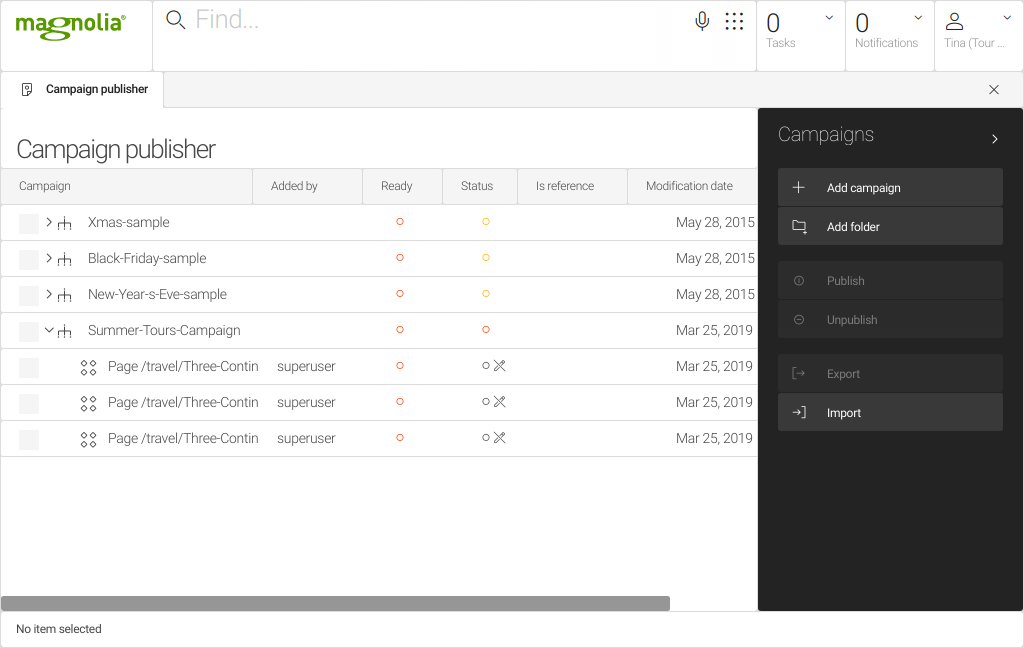 magnolia®
Find...
0
Tasks
0
Notifications
Tina (Tour ...
Campaign publisher
Campaign publisher
Campaign Added by Ready Status Is reference Modification date
Xmas-sample May 28, 2015
Black-Friday-sample May 28, 2015
New-Year-s-Eve-sample May 28, 2015
Summer-Tours-Campaign Mar 25, 2019
Page /travel/Three-Contin superuser Mar 25, 2019
Page /travel/Three-Contin superuser Mar 25, 2019
Page /travel/Three-Contin superuser Mar 25, 2019
Campaigns
Add campaign
Add folder
Publish
Unpublish
Export
Import
No item selected